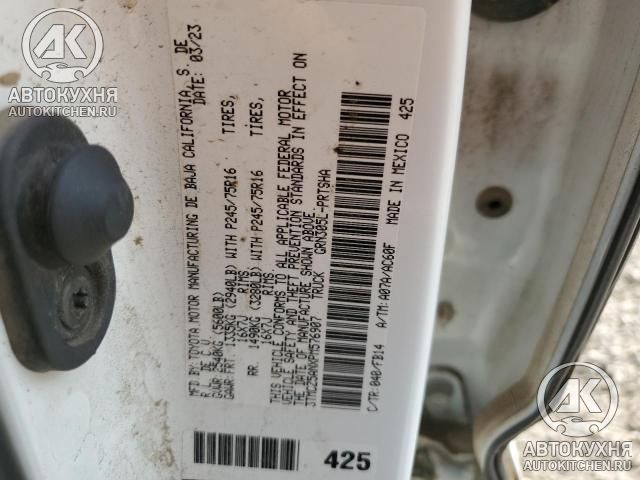 MFD.BY:TOYOTA MOTOR MANUFACTURING DE BAJA CALIFORNIA, S. DE
R.L. DE C.V. DATE: 03/23
GVWR: 2540KG (5600LB)
GAWR:FRT. 1335KG (2940LB) WITH P245/75R16 TIRES,
16X7J RIMS,
RR. 1490KG (3280LB) WITH P245/75R16 TIRES,
16X7J RIMS,
THIS VEHICLE CONFORMS TO ALL APPLICABLE FEDERAL MOTOR
VEHICLE SAFETY AND THEFT PREVENTION STANDARDS IN EFFECT ON
THE DATE OF MANUFACTURE SHOWN ABOVE.
TRUCK GRN305L-PRTSHA
C/TR:040/FB14 A/TM:A07A/AC60F MADE IN MEXICO 425
425
АВТОКУХНЯ
AUTOKITCHEN.RU
АВТОКУХНЯ
AUTOKITCHEN.RU